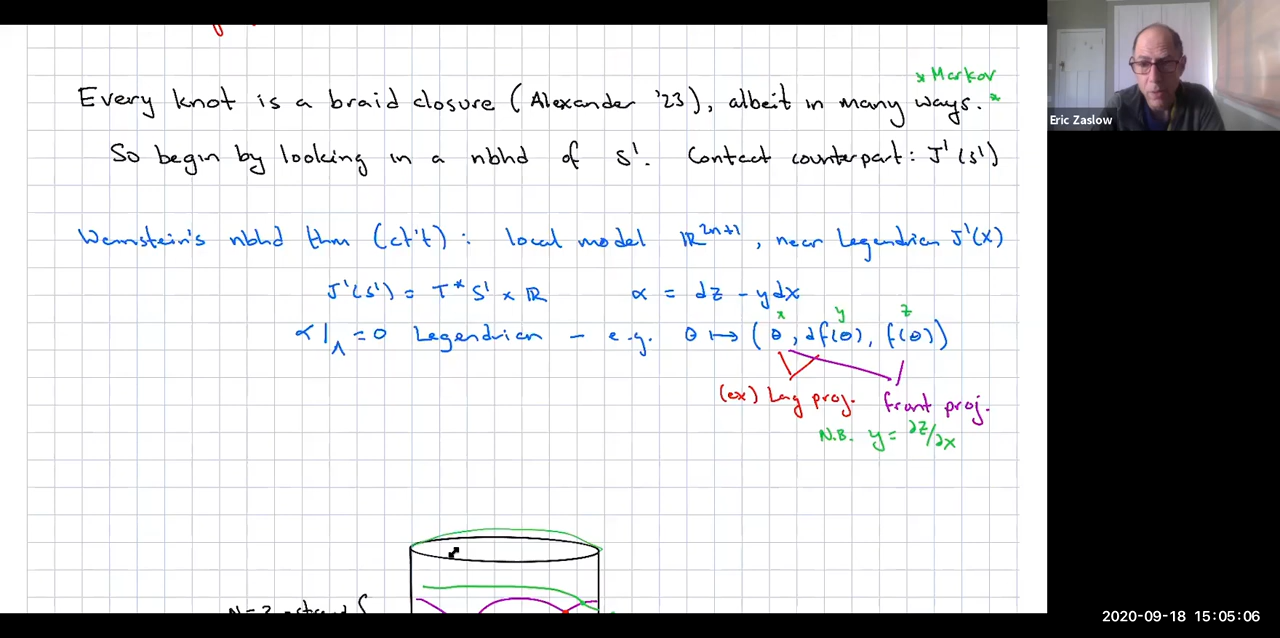 * Markov
Every knot is a braid closure (Alexander '23), albeit in many ways. *
So begin by looking in a nbhd of S¹. Contact counterpart: J¹(S¹)
Weinstein's nbhd thm (ct't): local model ℝ²ⁿ⁺¹, near Legendrian J¹(X)
J¹(S¹) = T*S¹ × ℝ α = dz - ydx
x y z
α|_Λ = 0 Legendrian - e.g. θ ↦ (θ, df(θ), f(θ))
(ex) Lag proj. front proj.
N.B. y = ∂z/∂x
Eric Zaslow
2020-09-18 15:05:06